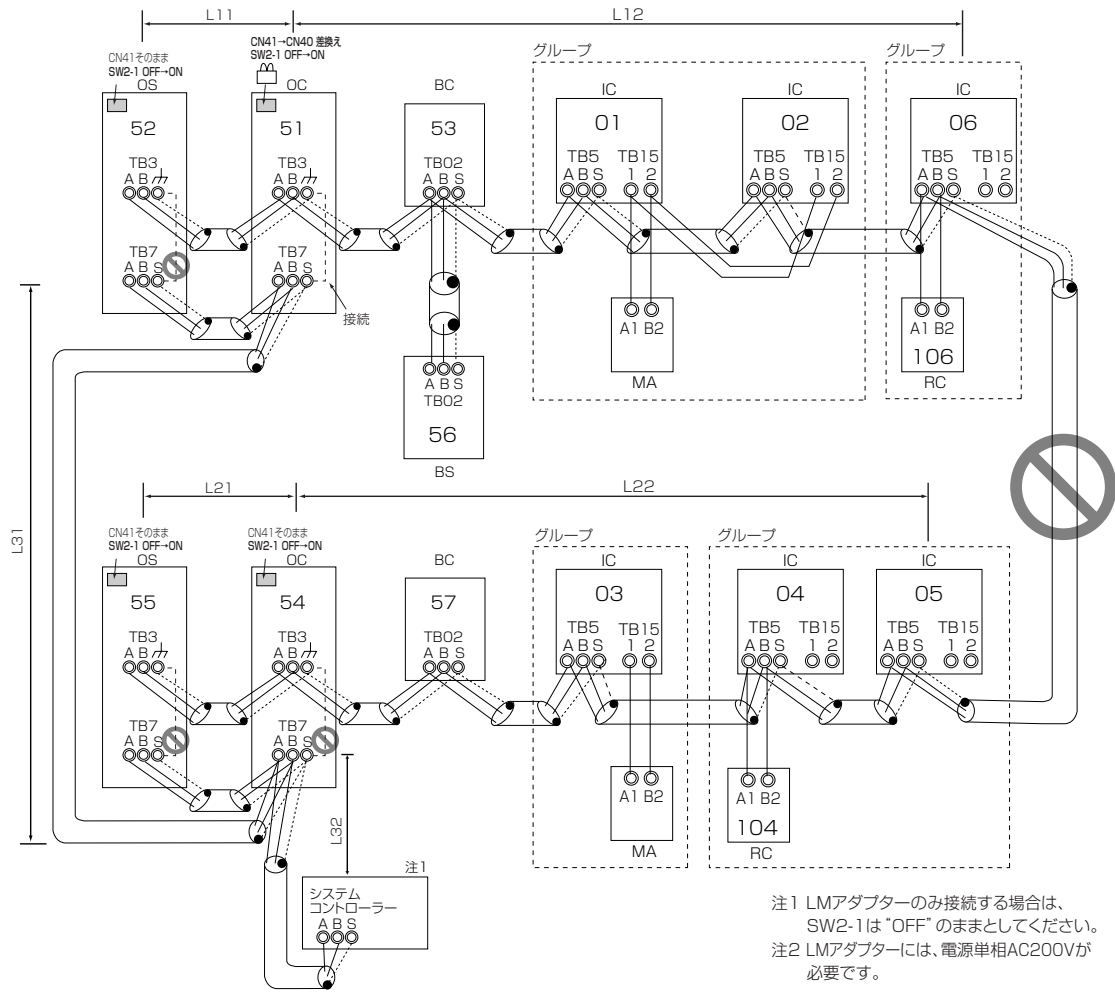 L11
L12
CN41そのまま
SW2-1 OFF→ON
OS
CN41→CN40 差換え
SW2-1 OFF→ON
OC
BC
グループ
IC
IC
グループ
IC
52
51
53
01
02
06
TB3
A B
TB3
A B
TB02
A B S
TB5
A B S
TB15
1 2
TB5
A B S
TB15
1 2
TB5
A B S
TB15
1 2
TB7
A B S
TB7
A B S
接続
A1 B2
MA
A1 B2
106
RC
A B S
TB02
56
BS
L31
L21
L22
CN41そのまま
SW2-1 OFF→ON
OS
CN41そのまま
SW2-1 OFF→ON
OC
BC
グループ
IC
グループ
IC
IC
55
54
57
03
04
05
TB3
A B
TB3
A B
TB02
A B S
TB5
A B S
TB15
1 2
TB5
A B S
TB15
1 2
TB5
A B S
TB15
1 2
TB7
A B S
TB7
A B S
A1 B2
MA
A1 B2
104
RC
L32
注1
システム
コントローラー
A B S
注1 LMアダプターのみ接続する場合は、
SW2-1は“OFF”のままとしてください。
注2 LMアダプターには、電源単相AC200Vが
必要です。